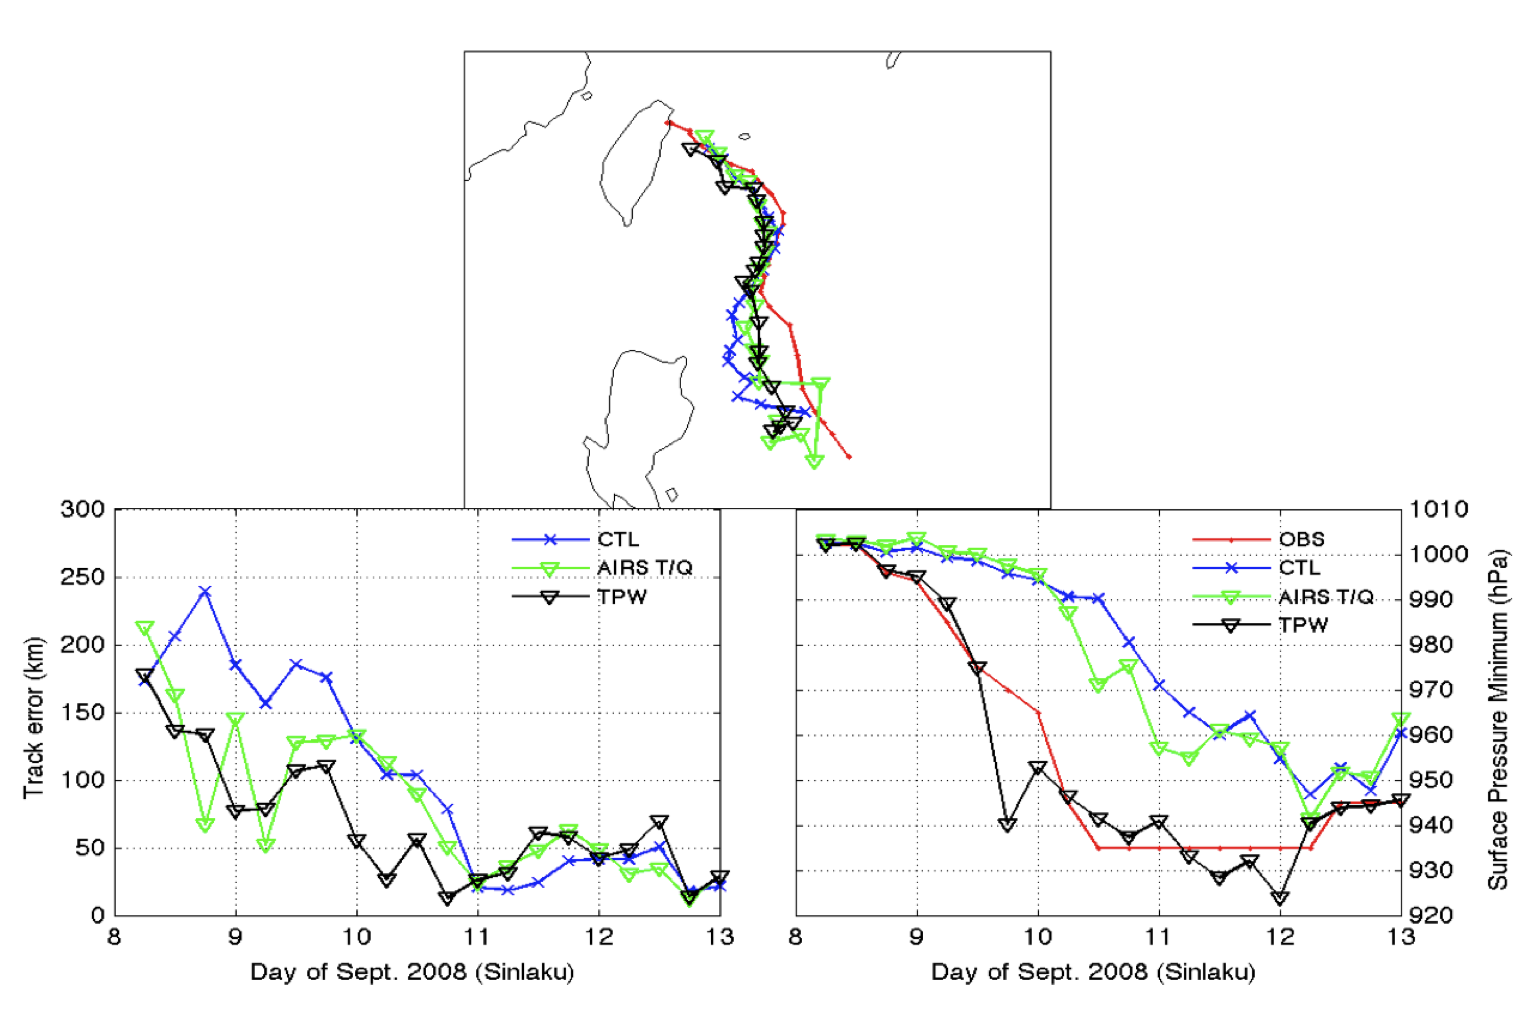 300
250
200
150
100
50
0
8
9
10
11
12
13
Track error (km)
Day of Sept. 2008 (Sinlaku)
CTL
AIRS T/Q
TPW
OBS
CTL
AIRS T/Q
TPW
1010
1000
990
980
970
960
950
940
930
920
8
9
10
11
12
13
Surface Pressure Minimum (hPa)
Day of Sept. 2008 (Sinlaku)